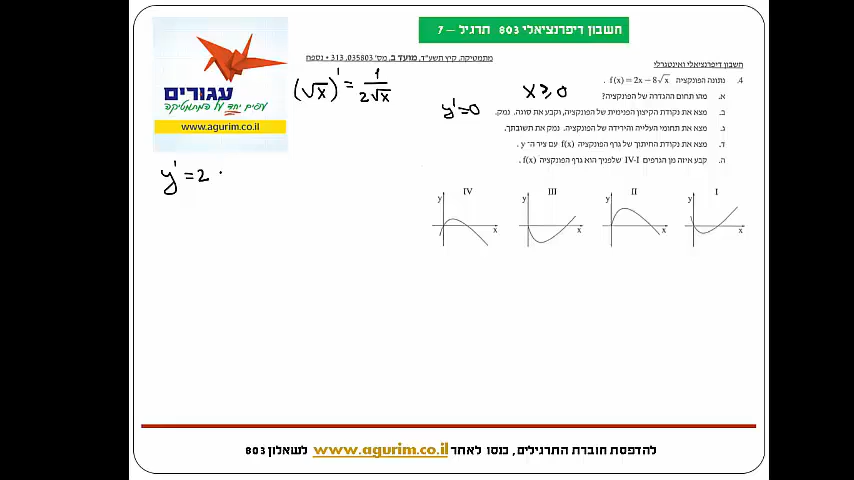 חשבון דיפרנציאלי 803 תרגיל – 7
עגורים
עפים יחד על המתמטיקה
www.agurim.co.il
מתמטיקה, קיץ תשע"ד, מועד ב, מס' 035803, 313 + נספח
חשבון דיפרנציאלי ואינטגרלי
4. נתונה הפונקציה f(x) = 2x − 8√x .
א. מהו תחום ההגדרה של הפונקציה?
ב. מצא את נקודת הקיצון הפנימית של הפונקציה, וקבע את סוגה. נמק.
ג. מצא את תחומי העלייה והירידה של הפונקציה. נמק את תשובתך.
ד. מצא את נקודת החיתוך של גרף הפונקציה f(x) עם ציר ה־ y .
ה. קבע איזה מן הגרפים I-IV שלפניך הוא גרף הפונקציה f(x) .
(√x)' = 1/(2√x)
x ≥ 0
y' = 0
y' = 2 ·
IV III II I
y y y y
x x x x
להדפסת חוברת התרגילים, כנסו לאתר www.agurim.co.il לשאלון 803